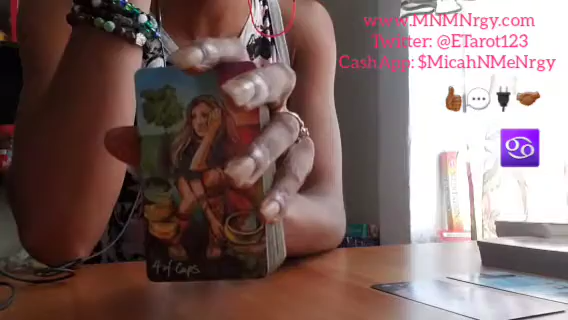 www.MNMNrgy.com
Twitter: @ETarot123
CashApp: $MicahNMeNrgy
4 of Cups